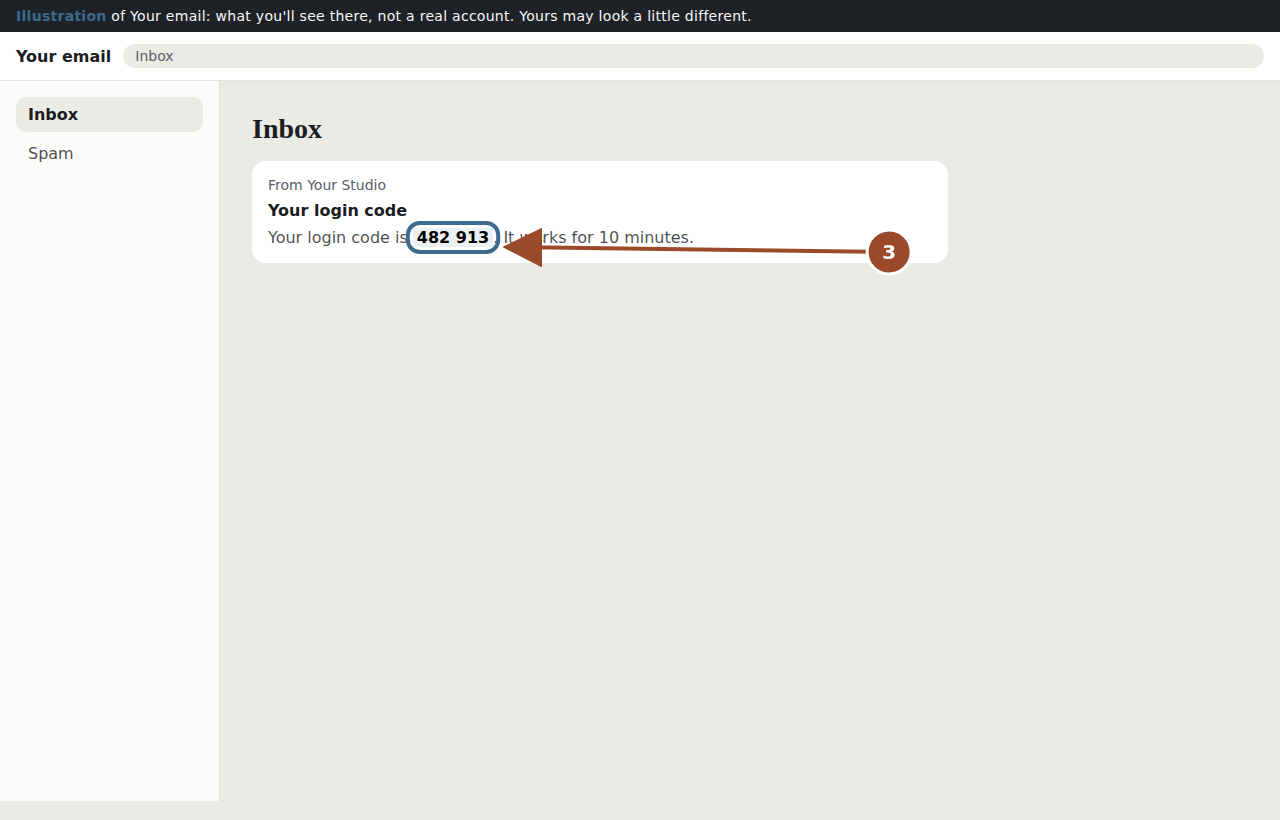 Illustration of Your email: what you'll see there, not a real account. Yours may look a little different.
Your email Inbox
Inbox
Spam
Inbox
From Your Studio
Your login code
Your login code is 482 913. It works for 10 minutes.
3